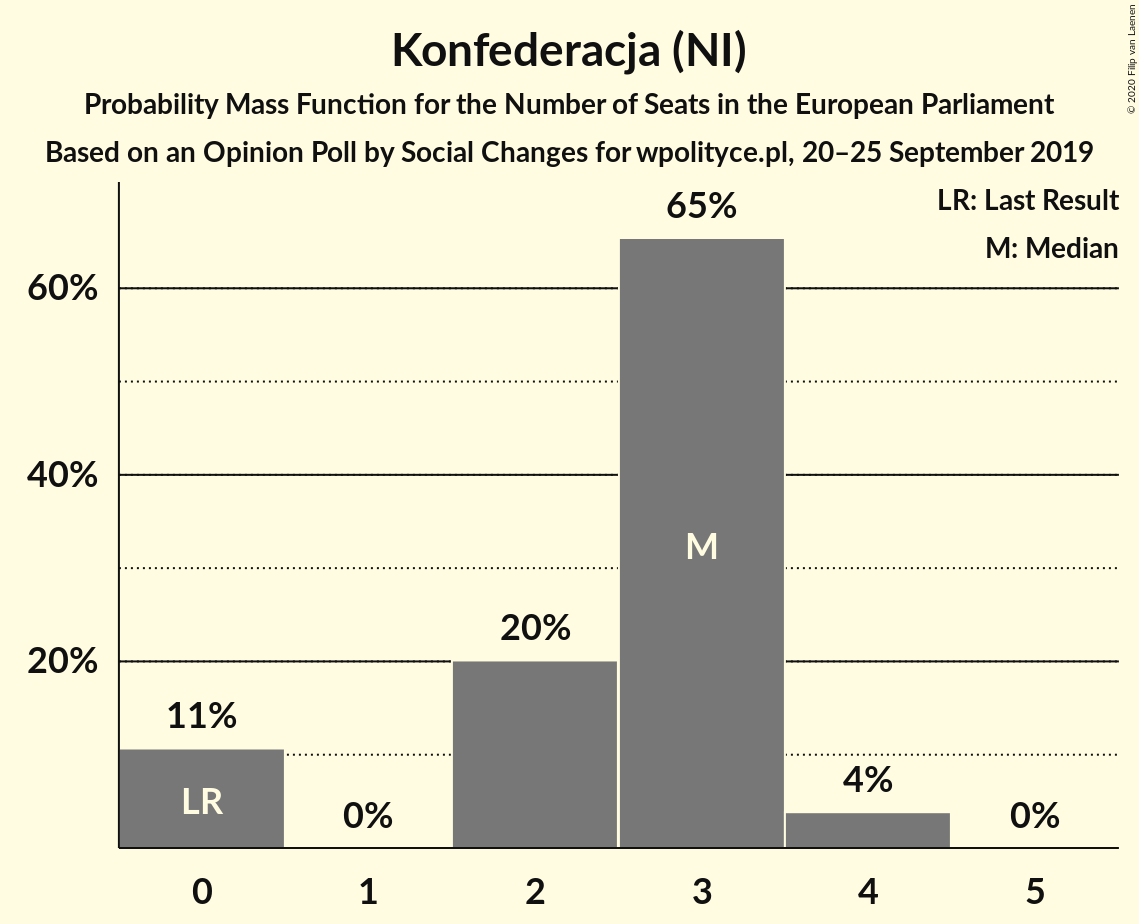 Konfederacja (NI)
Probability Mass Function for the Number of Seats in the European Parliament
Based on an Opinion Poll by Social Changes for wpolityce.pl, 20–25 September 2019
© 2020 Filip van Laenen
LR: Last Result
M: Median
65%
60%
40%
M
20%
20%
11%
4%
LR
0%
0%
0 1 2 3 4 5